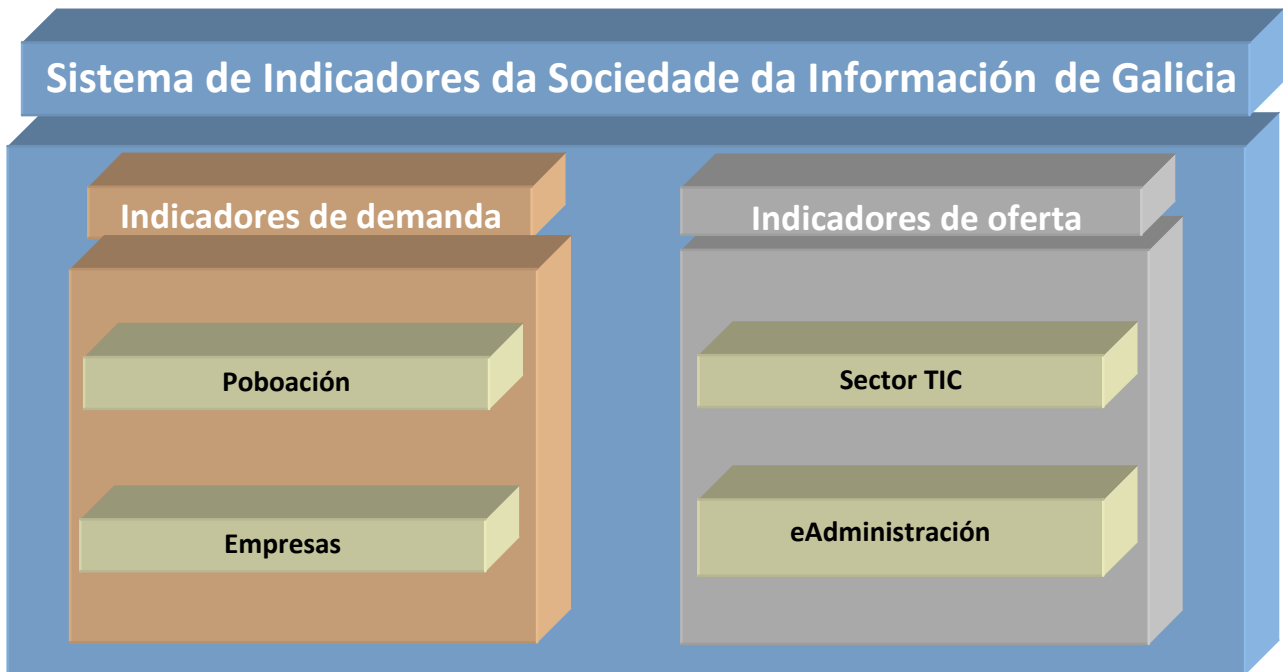 Sistema de Indicadores da Sociedade da Información de Galicia
Indicadores de demanda
Poboación
Empresas
Indicadores de oferta
Sector TIC
eAdministración